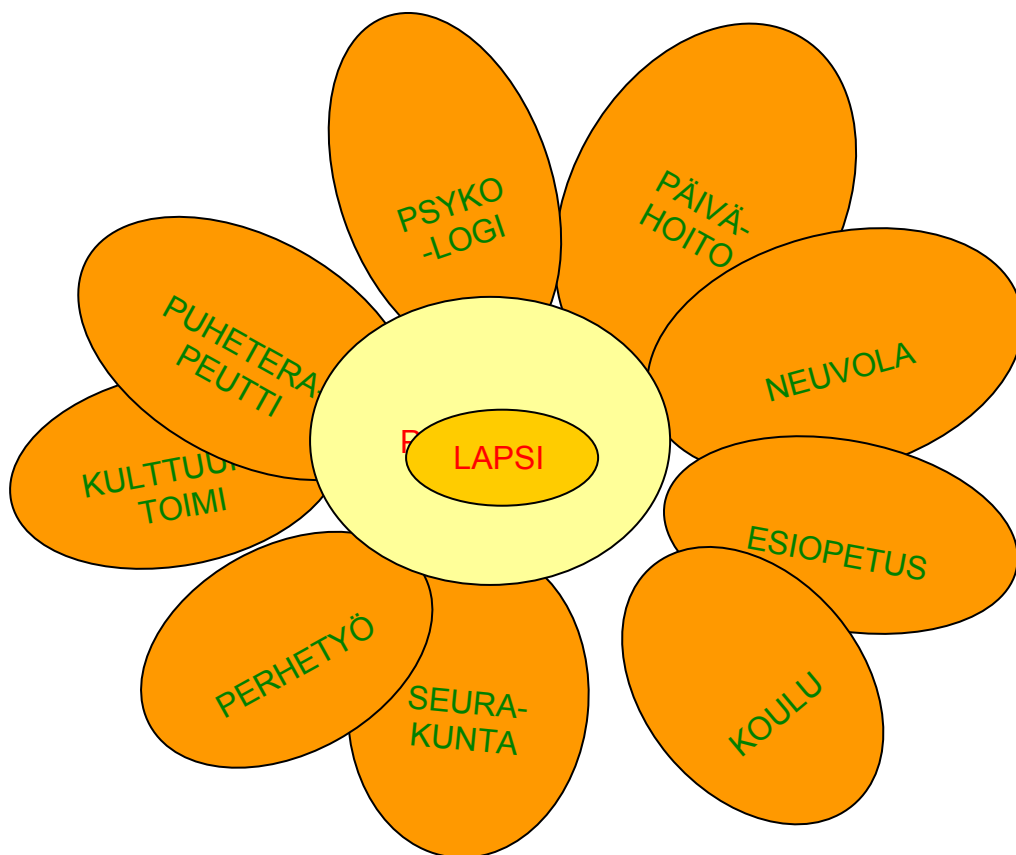 PSYKO
-LOGI
PÄIVÄ-
HOITO
PUHETERA-
PEUTTI
NEUVOLA
LAPSI
TOIMI
ESIOPETUS
PERHETYÖ
SEURA-
KUNTA
KOULU